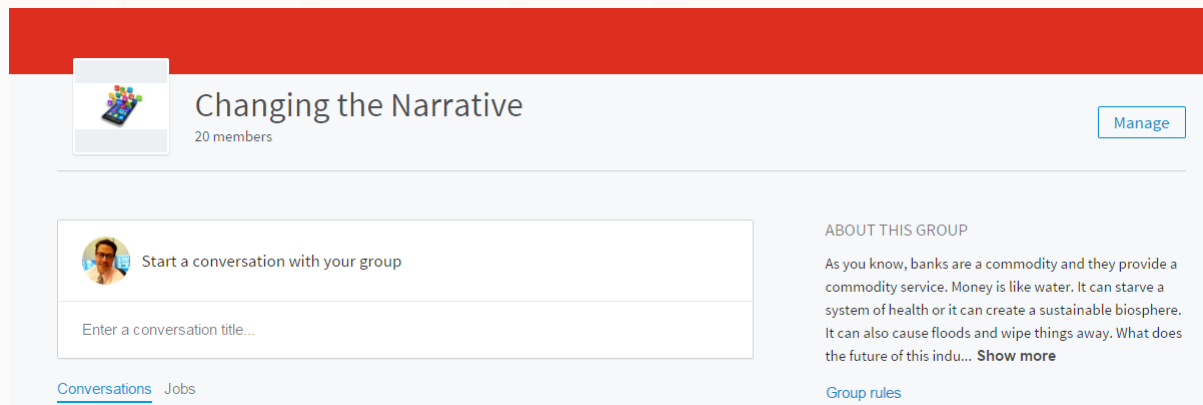 Changing the Narrative
20 members
Manage
Start a conversation with your group
Enter a conversation title...
Conversations Jobs
ABOUT THIS GROUP
As you know, banks are a commodity and they provide a
commodity service. Money is like water. It can starve a
system of health or it can create a sustainable biosphere.
It can also cause floods and wipe things away. What does
the future of this indu... Show more
Group rules